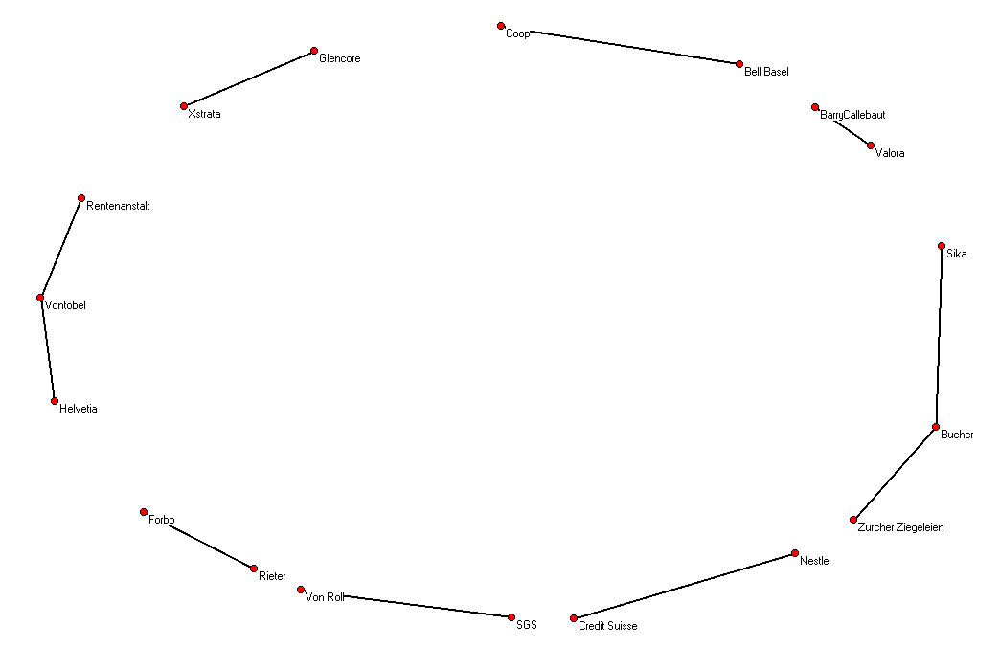 Coop
Glencore
Bell Basel
Xstrata
BarryCallebaut
Valora
Rentenanstalt
Sika
Vontobel
Helvetia
Bucher
Forbo
Zurcher Ziegeleien
Nestle
Rieter
Von Roll
SGS
Credit Suisse